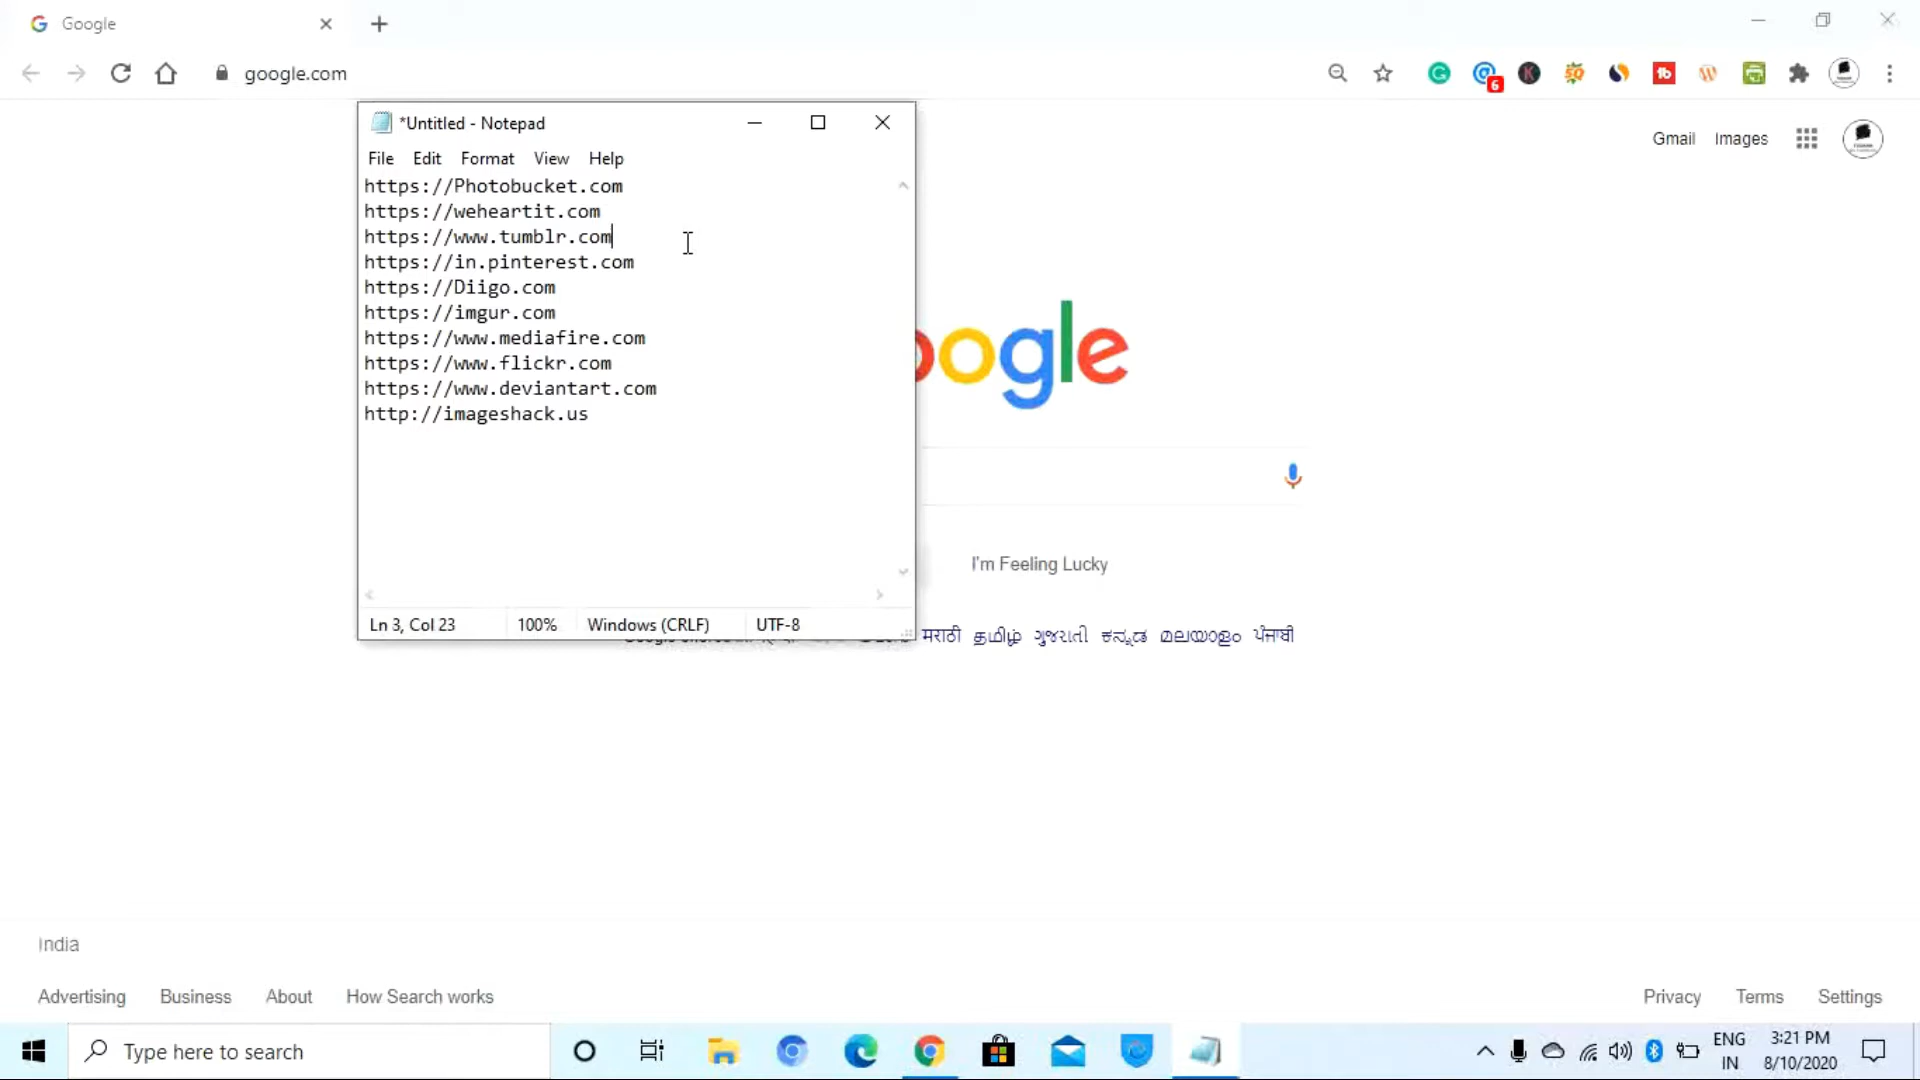 Google
google.com
6
Gmail Images
*Untitled - Notepad
File Edit Format View Help
https://Photobucket.com
https://weheartit.com
https://www.tumblr.com
https://in.pinterest.com
https://Diigo.com
https://imgur.com
https://www.mediafire.com
https://www.flickr.com
https://www.deviantart.com
http://imageshack.us
Ln 3, Col 23 100% Windows (CRLF) UTF-8
ogle
I'm Feeling Lucky
मराठी தமிழ் ગુજરાતી ಕನ್ನಡ മലയാളം ਪੰਜਾਬੀ
India
Advertising Business About How Search works
Privacy Terms Settings
Type here to search
ENG
IN
3:21 PM
8/10/2020